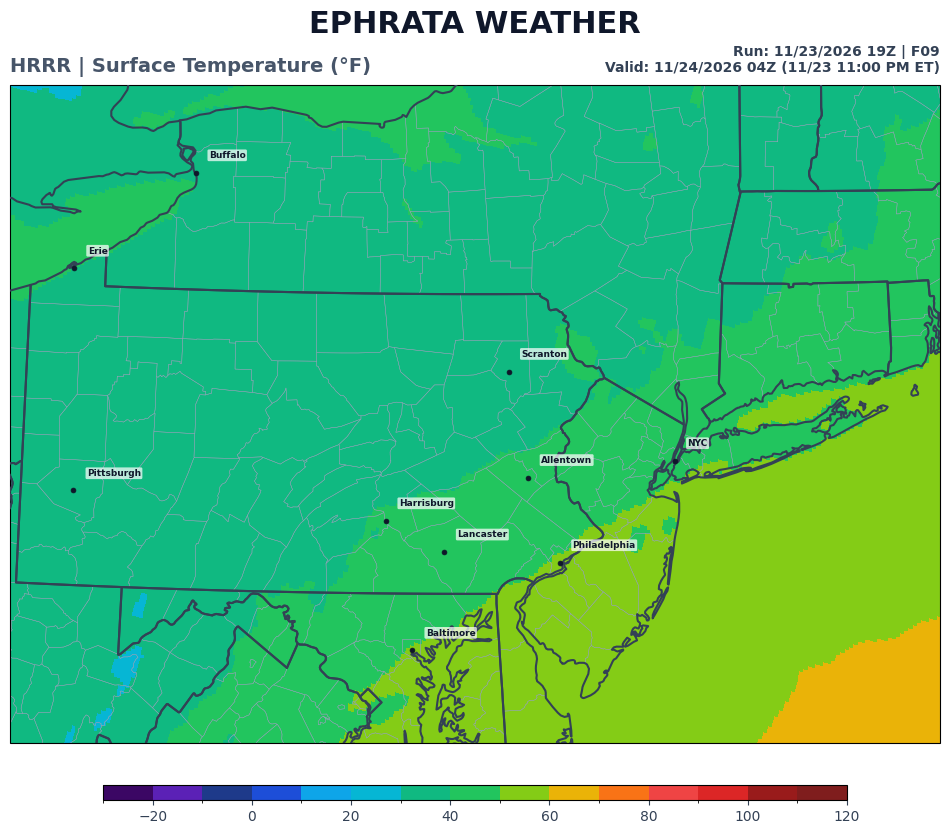 EPHRATA WEATHER
HRRR | Surface Temperature (°F)
Run: 11/23/2026 19Z | F09
Valid: 11/24/2026 04Z (11/23 11:00 PM ET)
Buffalo
Erie
Scranton
NYC
Allentown
Pittsburgh
Harrisburg
Lancaster
Philadelphia
Baltimore
−20 0 20 40 60 80 100 120